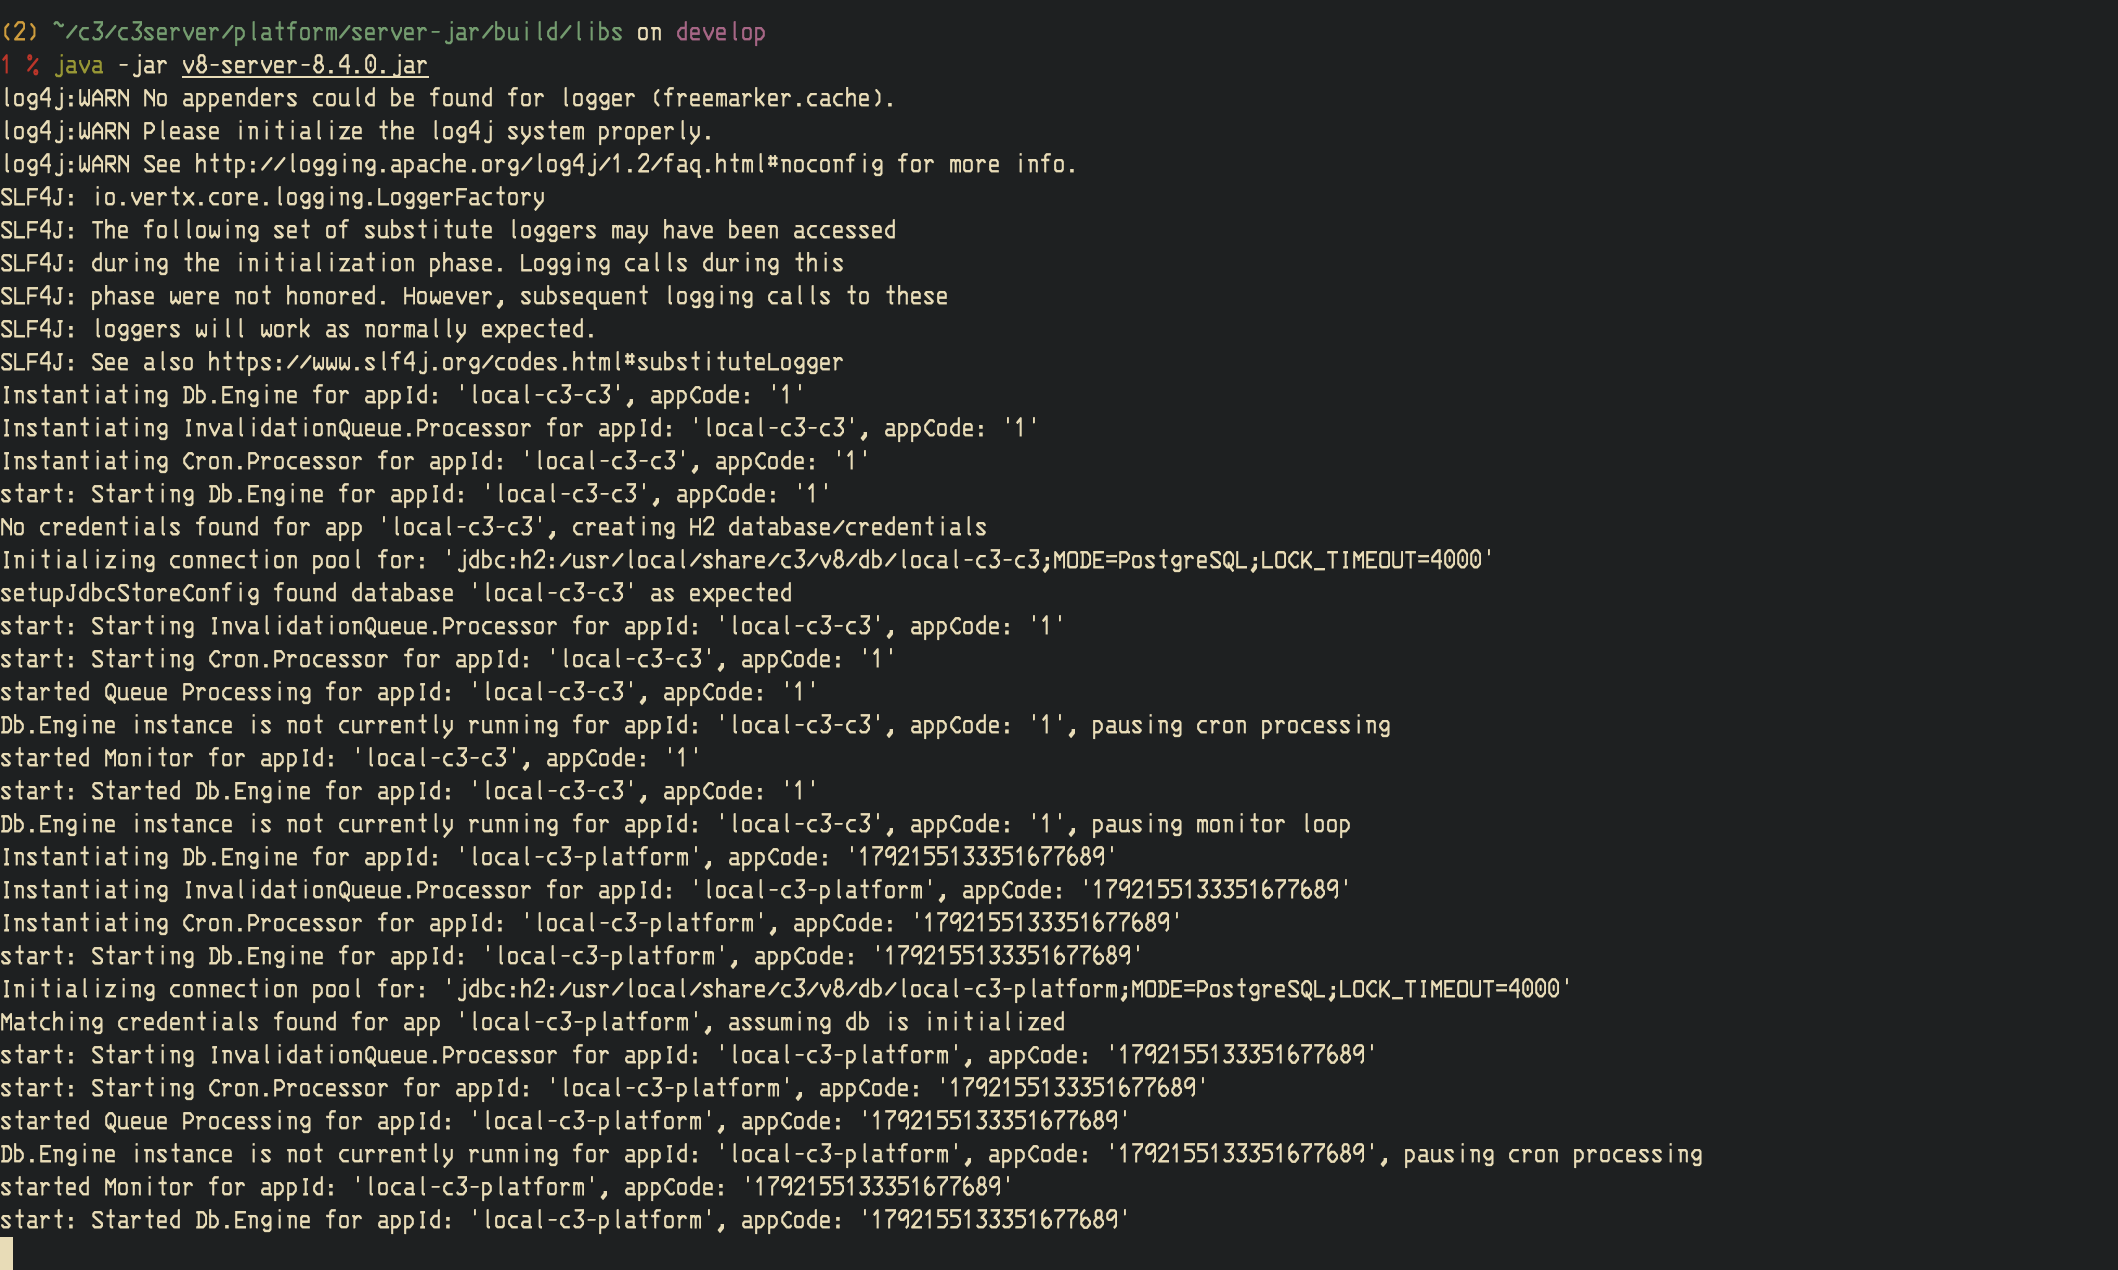 (2) ~/c3/c3server/platform/server-jar/build/libs on develop
1 % java -jar v8-server-8.4.0.jar
log4j:WARN No appenders could be found for logger (freemarker.cache).
log4j:WARN Please initialize the log4j system properly.
log4j:WARN See http://logging.apache.org/log4j/1.2/faq.html#noconfig for more info.
SLF4J: io.vertx.core.logging.LoggerFactory
SLF4J: The following set of substitute loggers may have been accessed
SLF4J: during the initialization phase. Logging calls during this
SLF4J: phase were not honored. However, subsequent logging calls to these
SLF4J: loggers will work as normally expected.
SLF4J: See also https://www.slf4j.org/codes.html#substituteLogger
Instantiating Db.Engine for appId: 'local-c3-c3', appCode: '1'
Instantiating InvalidationQueue.Processor for appId: 'local-c3-c3', appCode: '1'
Instantiating Cron.Processor for appId: 'local-c3-c3', appCode: '1'
start: Starting Db.Engine for appId: 'local-c3-c3', appCode: '1'
No credentials found for app 'local-c3-c3', creating H2 database/credentials
Initializing connection pool for: 'jdbc:h2:/usr/local/share/c3/v8/db/local-c3-c3;MODE=PostgreSQL;LOCK_TIMEOUT=4000'
setupJdbcStoreConfig found database 'local-c3-c3' as expected
start: Starting InvalidationQueue.Processor for appId: 'local-c3-c3', appCode: '1'
start: Starting Cron.Processor for appId: 'local-c3-c3', appCode: '1'
started Queue Processing for appId: 'local-c3-c3', appCode: '1'
Db.Engine instance is not currently running for appId: 'local-c3-c3', appCode: '1', pausing cron processing
started Monitor for appId: 'local-c3-c3', appCode: '1'
start: Started Db.Engine for appId: 'local-c3-c3', appCode: '1'
Db.Engine instance is not currently running for appId: 'local-c3-c3', appCode: '1', pausing monitor loop
Instantiating Db.Engine for appId: 'local-c3-platform', appCode: '1792155133351677689'
Instantiating InvalidationQueue.Processor for appId: 'local-c3-platform', appCode: '1792155133351677689'
Instantiating Cron.Processor for appId: 'local-c3-platform', appCode: '1792155133351677689'
start: Starting Db.Engine for appId: 'local-c3-platform', appCode: '1792155133351677689'
Initializing connection pool for: 'jdbc:h2:/usr/local/share/c3/v8/db/local-c3-platform;MODE=PostgreSQL;LOCK_TIMEOUT=4000'
Matching credentials found for app 'local-c3-platform', assuming db is initialized
start: Starting InvalidationQueue.Processor for appId: 'local-c3-platform', appCode: '1792155133351677689'
start: Starting Cron.Processor for appId: 'local-c3-platform', appCode: '1792155133351677689'
started Queue Processing for appId: 'local-c3-platform', appCode: '1792155133351677689'
Db.Engine instance is not currently running for appId: 'local-c3-platform', appCode: '1792155133351677689', pausing cron processing
started Monitor for appId: 'local-c3-platform', appCode: '1792155133351677689'
start: Started Db.Engine for appId: 'local-c3-platform', appCode: '1792155133351677689'